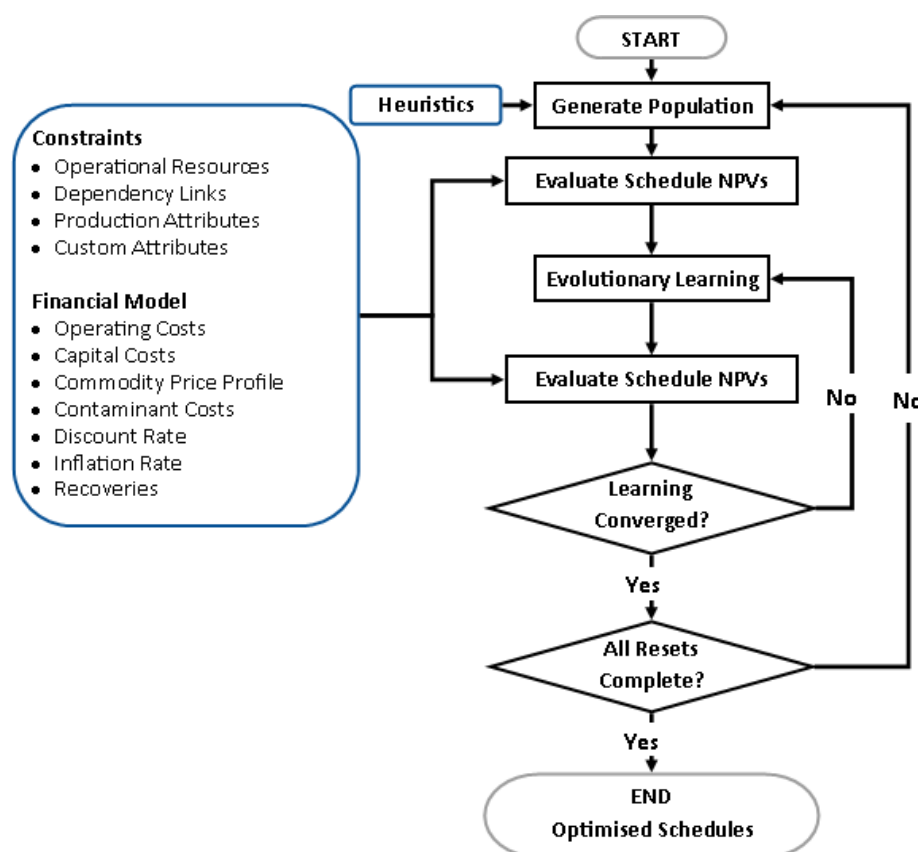 START
Heuristics
Generate Population
Constraints
• Operational Resources
• Dependency Links
• Production Attributes
• Custom Attributes
Financial Model
• Operating Costs
• Capital Costs
• Commodity Price Profile
• Contaminant Costs
• Discount Rate
• Inflation Rate
• Recoveries
Evaluate Schedule NPVs
Evolutionary Learning
Evaluate Schedule NPVs
No
No
Learning
Converged?
Yes
All Resets
Complete?
Yes
END
Optimised Schedules